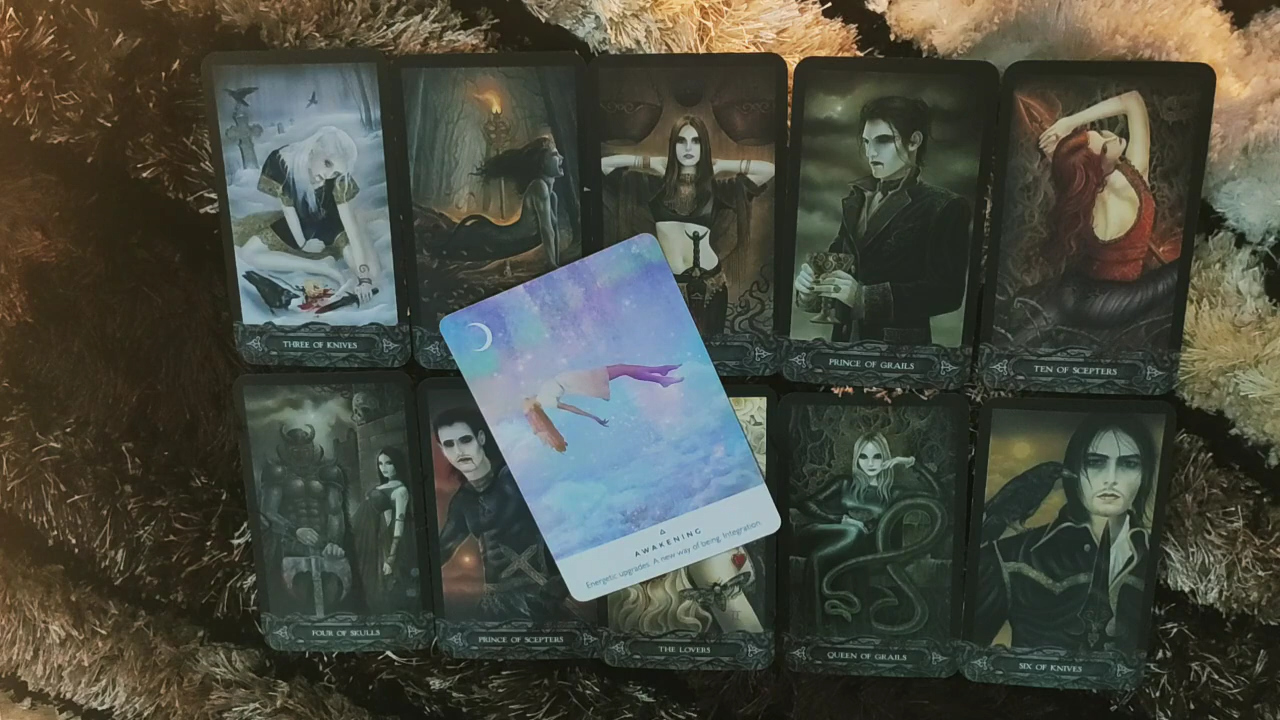 THREE OF KNIVES
PRINCE OF GRAILS
TEN OF SCEPTERS
AWAKENING
Energetic upgrades. A new way of being. Integration
FOUR OF SKULLS
PRINCE OF SCEPTERS
THE LOVERS
QUEEN OF GRAILS
SIX OF KNIVES